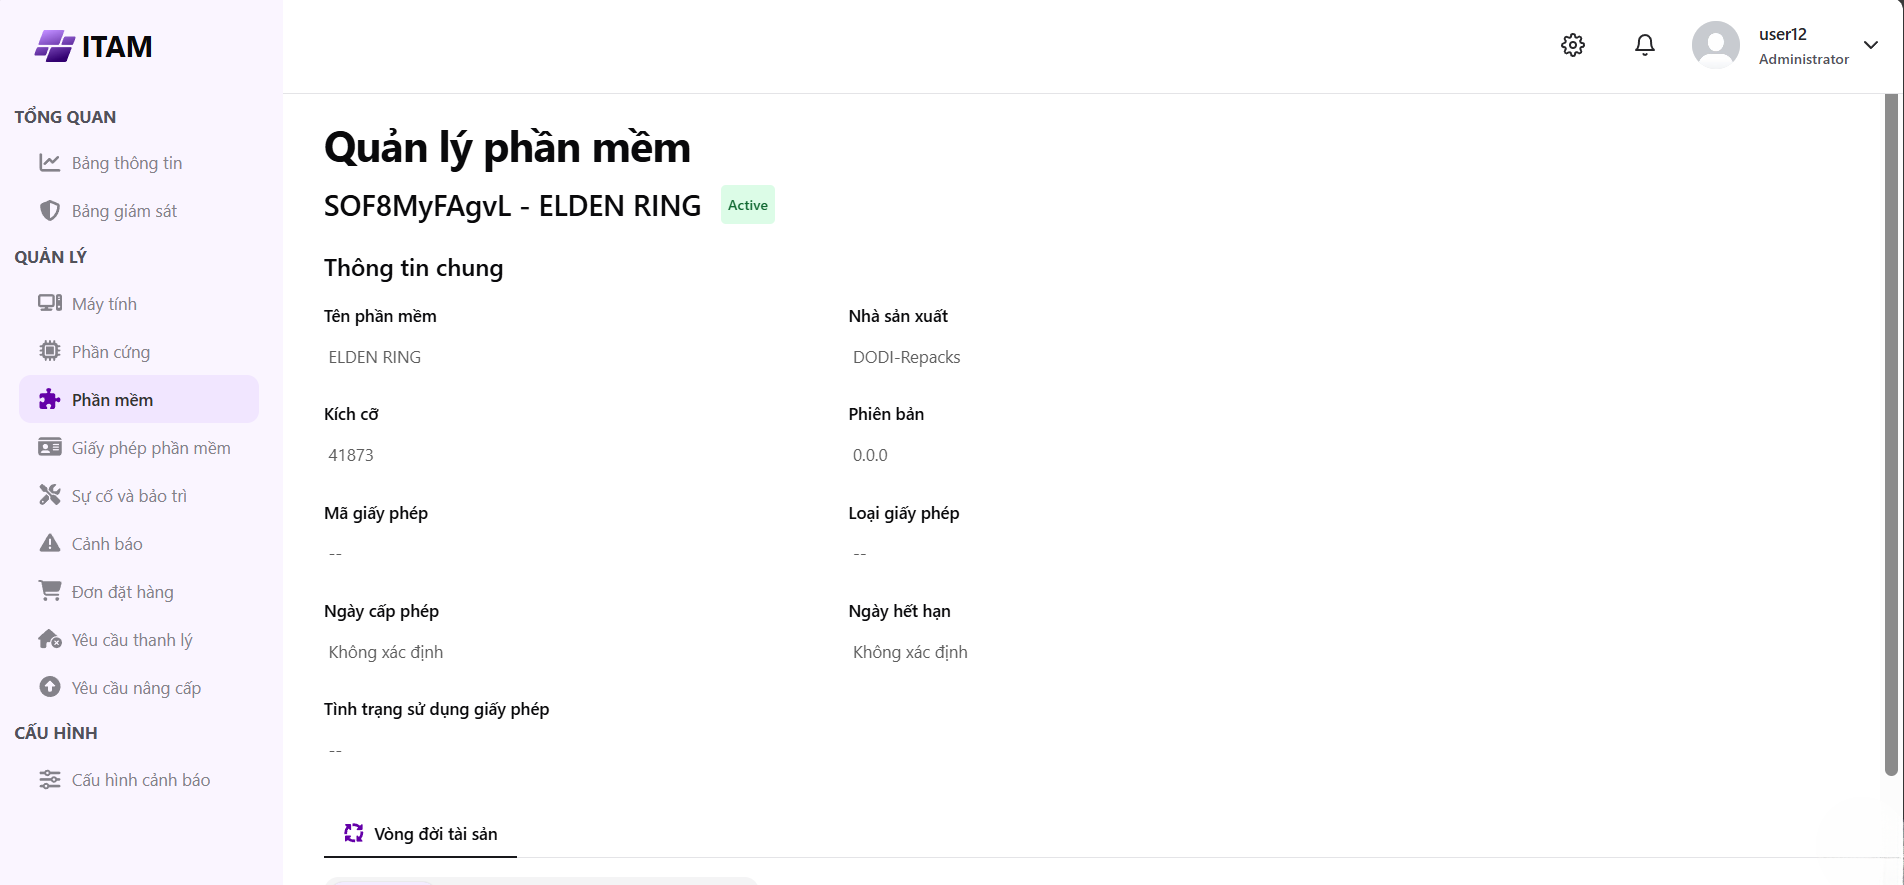 ITAM
TỔNG QUAN
Bảng thông tin
Bảng giám sát
QUẢN LÝ
Máy tính
Phần cứng
Phần mềm
Giấy phép phần mềm
Sự cố và bảo trì
Cảnh báo
Đơn đặt hàng
Yêu cầu thanh lý
Yêu cầu nâng cấp
CẤU HÌNH
Cấu hình cảnh báo
user12
Administrator
Quản lý phần mềm
SOF8MyFAgvL - ELDEN RING Active
Thông tin chung
Tên phần mềm Nhà sản xuất
ELDEN RING DODI-Repacks
Kích cỡ Phiên bản
41873 0.0.0
Mã giấy phép Loại giấy phép
-- --
Ngày cấp phép Ngày hết hạn
Không xác định Không xác định
Tình trạng sử dụng giấy phép
--
Vòng đời tài sản